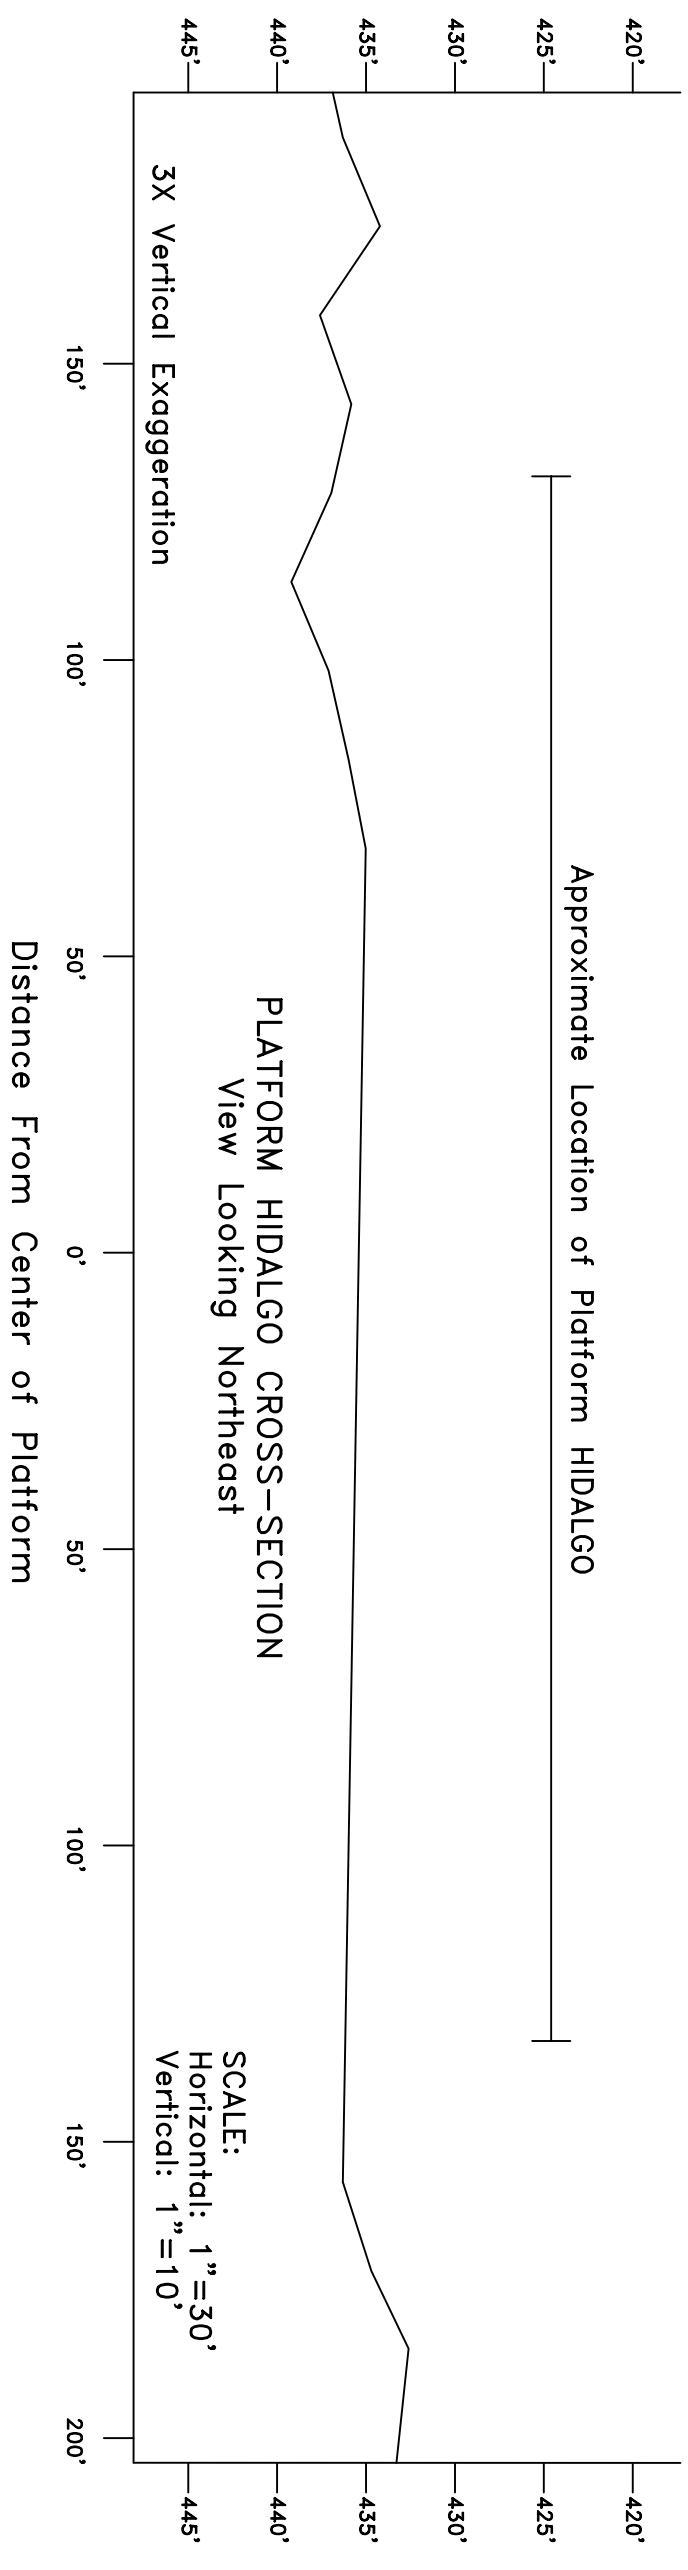 420'
425'
430'
435'
440'
445'
Approximate Location of Platform HIDALGO
420'
425'
430'
435'
440'
445'
PLATFORM HIDALGO CROSS-SECTION
View Looking Northeast
3X Vertical Exaggeration
SCALE:
Horizontal: 1"=30'
Vertical: 1"=10'
150' 100' 50' 0' 50' 100' 150' 200'
Distance From Center of Platform